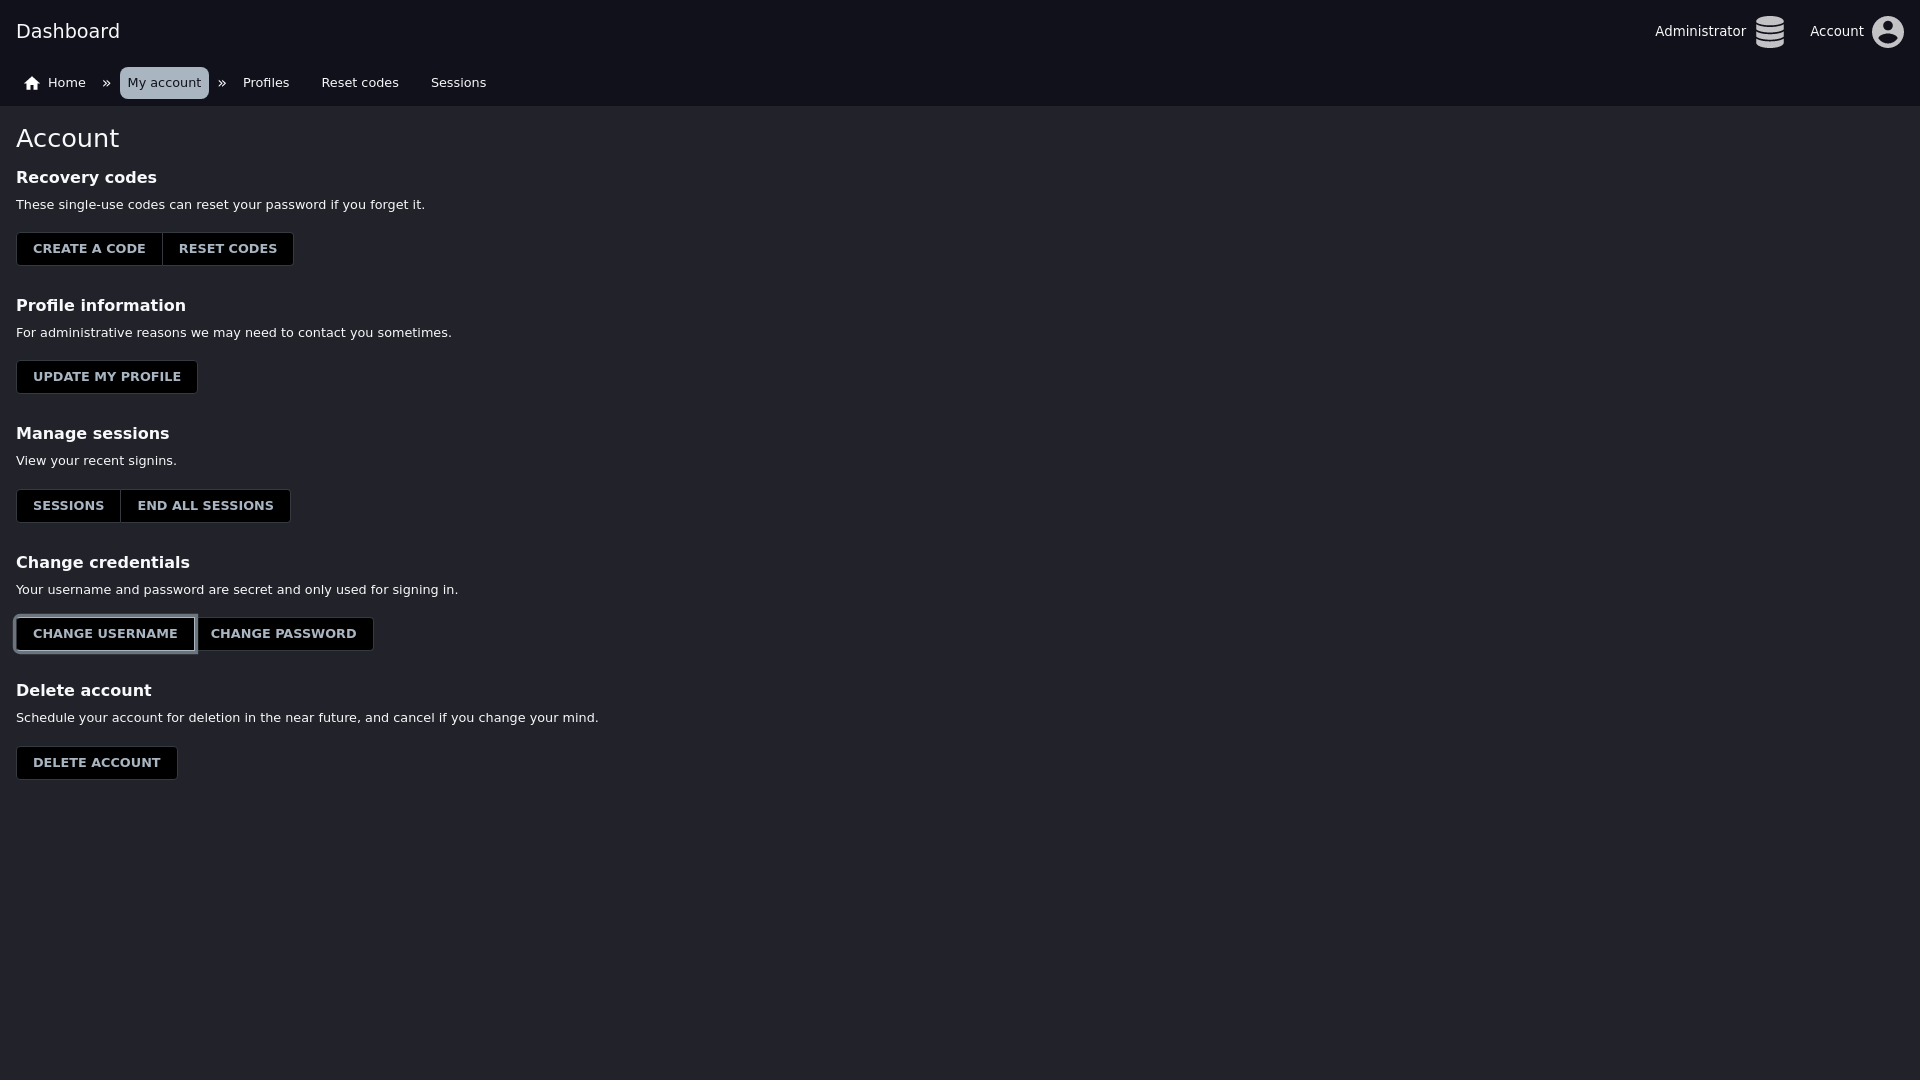 Dashboard
Administrator
Account
Home » My account » Profiles Reset codes Sessions
Account
Recovery codes
These single-use codes can reset your password if you forget it.
CREATE A CODE RESET CODES
Profile information
For administrative reasons we may need to contact you sometimes.
UPDATE MY PROFILE
Manage sessions
View your recent signins.
SESSIONS END ALL SESSIONS
Change credentials
Your username and password are secret and only used for signing in.
CHANGE USERNAME CHANGE PASSWORD
Delete account
Schedule your account for deletion in the near future, and cancel if you change your mind.
DELETE ACCOUNT